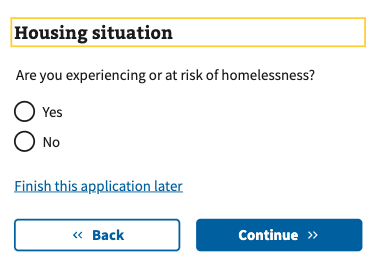 Housing situation
Are you experiencing or at risk of homelessness?
Yes
No
Finish this application later
« Back
Continue »